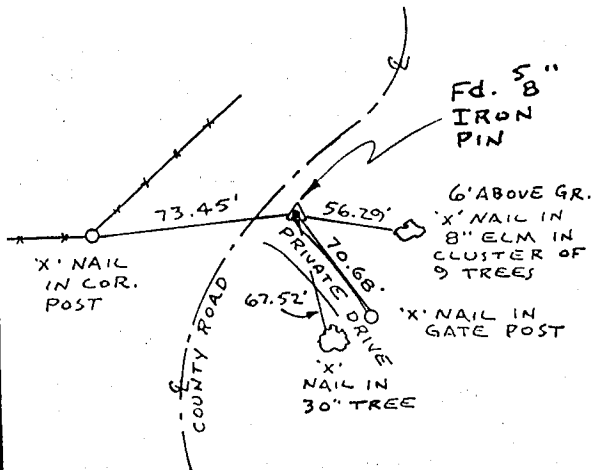 ℄
Fd. 5/8"
IRON
PIN
73.45'
56.29'
6' ABOVE GR.
'X' NAIL IN
8" ELM IN
CLUSTER OF
9 TREES
'X' NAIL
IN COR.
POST
PRIVATE DRIVE
70.68'
67.52'
'X' NAIL IN
GATE POST
COUNTY ROAD
℄
'X'
NAIL IN
30" TREE